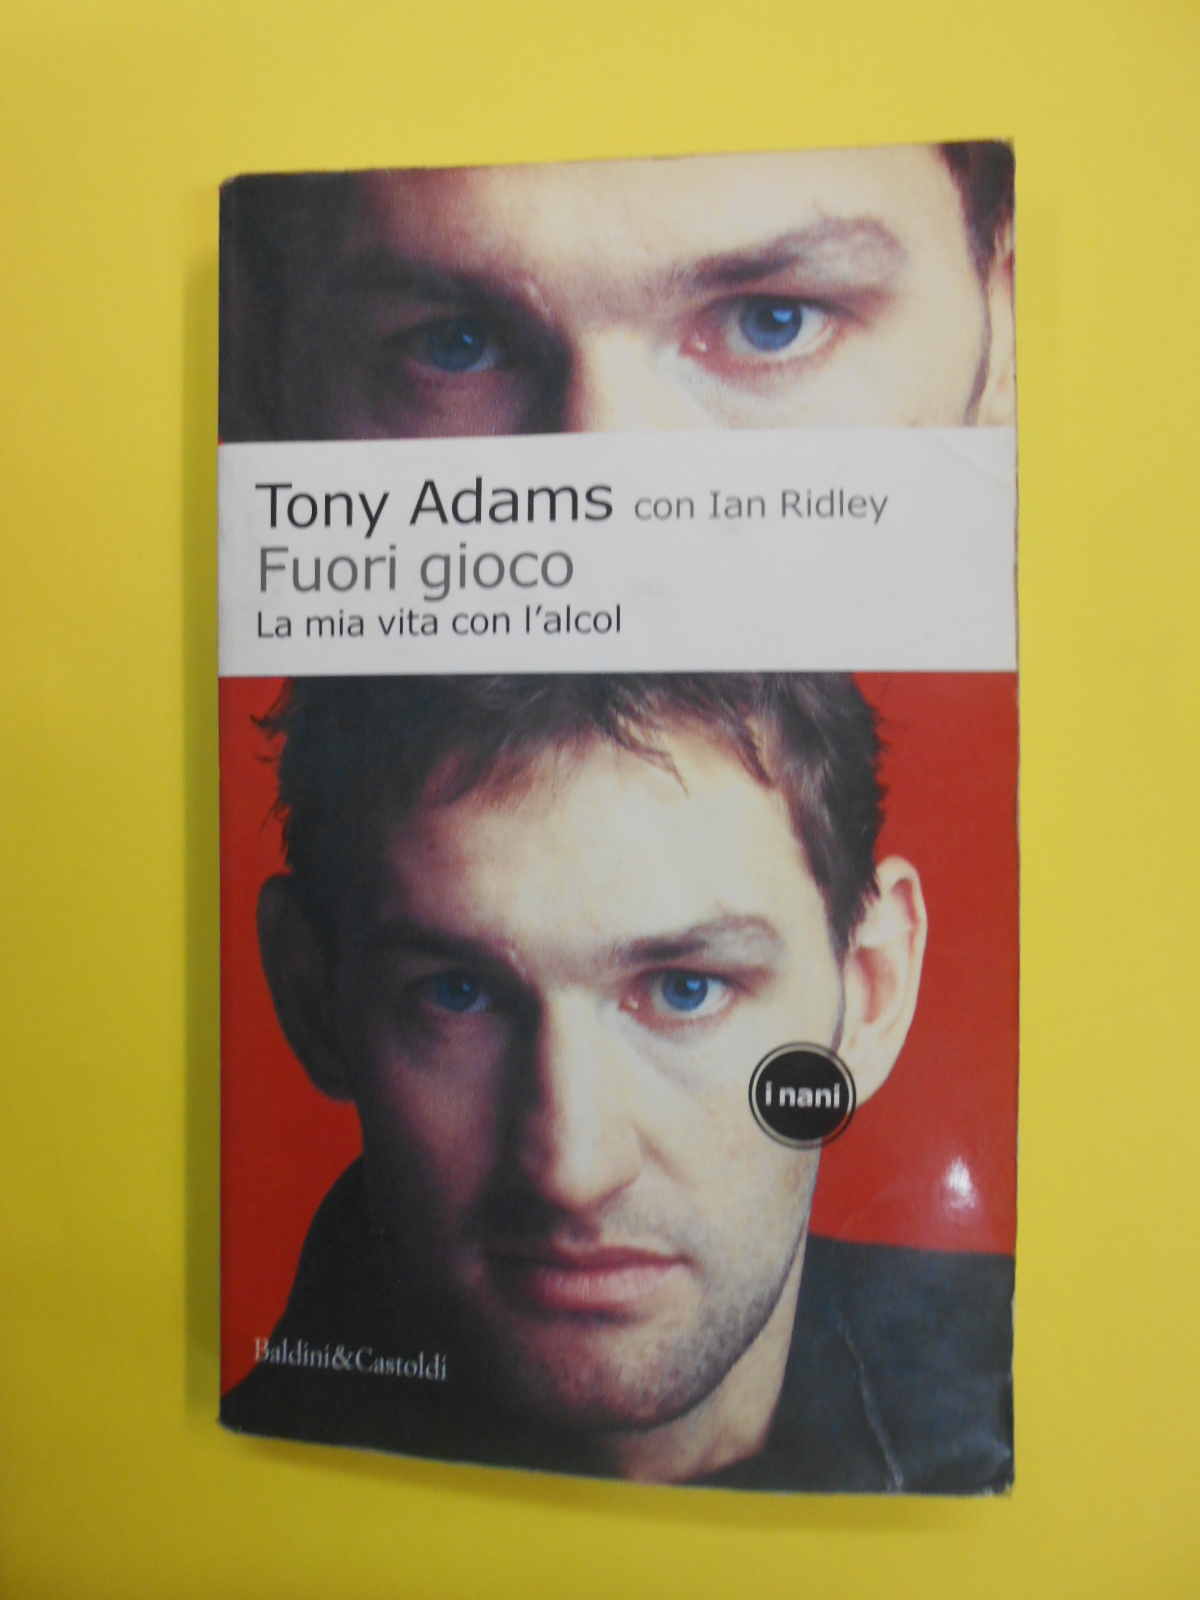 Tony Adams con Ian Ridley
Fuori gioco
La mia vita con l'alcol
i nani
Baldini&Castoldi